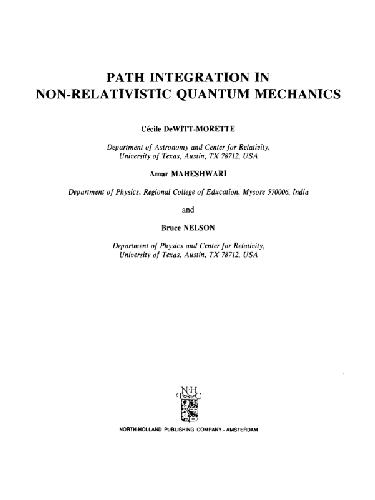 PATH INTEGRATION IN
NON-RELATIVISTIC QUANTUM MECHANICS
Cécile DeWITT-MORETTE
Department of Astronomy and Center for Relativity,
University of Texas, Austin, TX 78712, USA
Amar MAHESHWARI
Department of Physics, Regional College of Education, Mysore 570006, India
and
Bruce NELSON
Department of Physics and Center for Relativity,
University of Texas, Austin, TX 78712, USA
N·H
NORTH-HOLLAND PUBLISHING COMPANY - AMSTERDAM